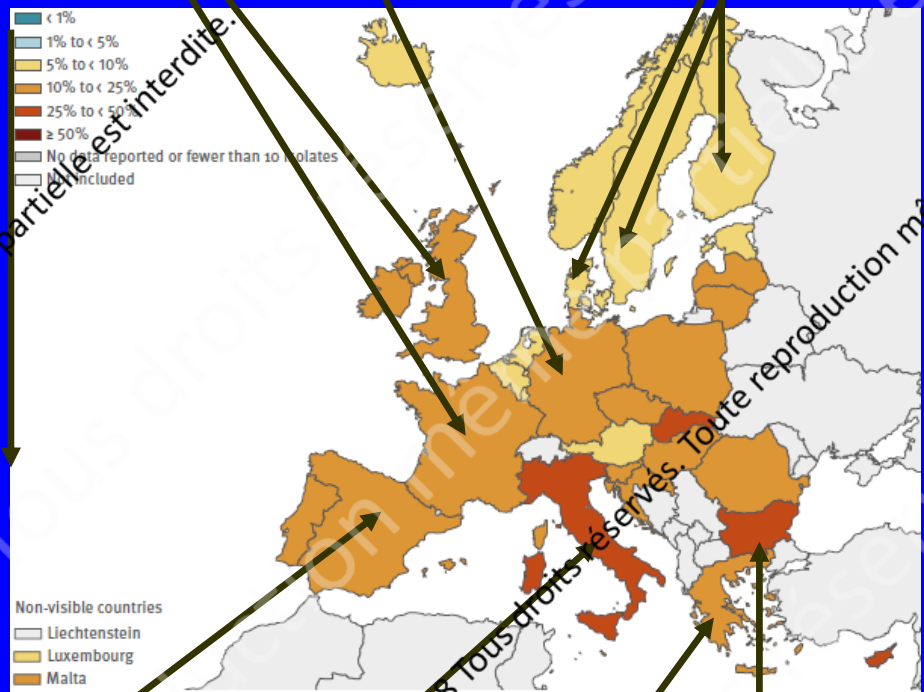 < 1%
1% to < 5%
5% to < 10%
10% to < 25%
25% to < 50%
≥ 50%
No data reported or fewer than 10 isolates
Not included
partielle est interdite.
Tous droits réservés. Toute reproduction
Non-visible countries
Liechtenstein
Luxembourg
Malta